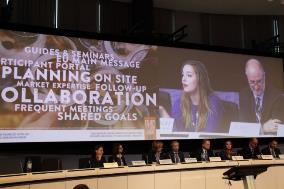 GUIDES & SEMINARS
EU MAIN MESSAGE
PARTICIPANT PORTAL
PLANNING ON SITE
MARKET EXPERTISE FOLLOW-UP
COLLABORATION
FREQUENT MEETINGS
SHARED GOALS